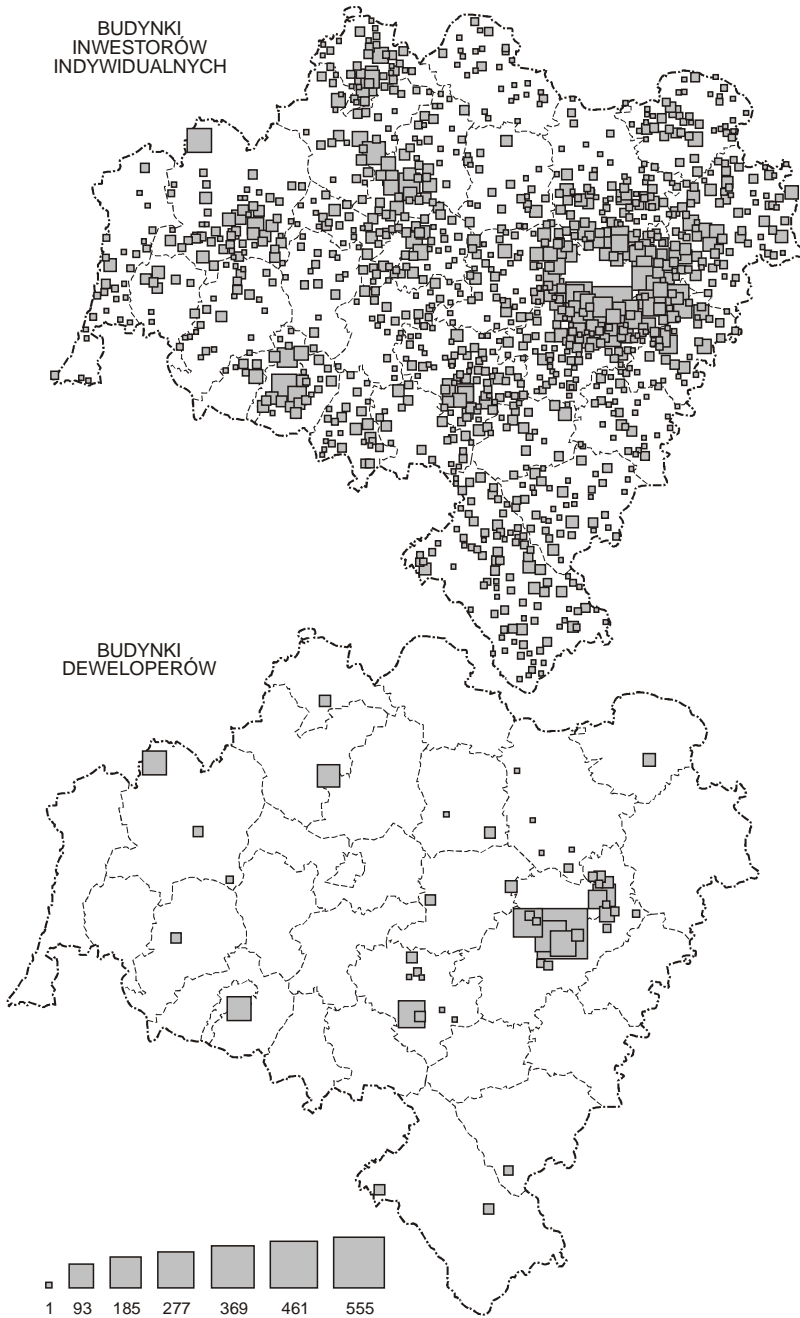 BUDYNKI
INWESTORÓW
INDYWIDUALNYCH
BUDYNKI
DEWELOPERÓW
1 93 185 277 369 461 555